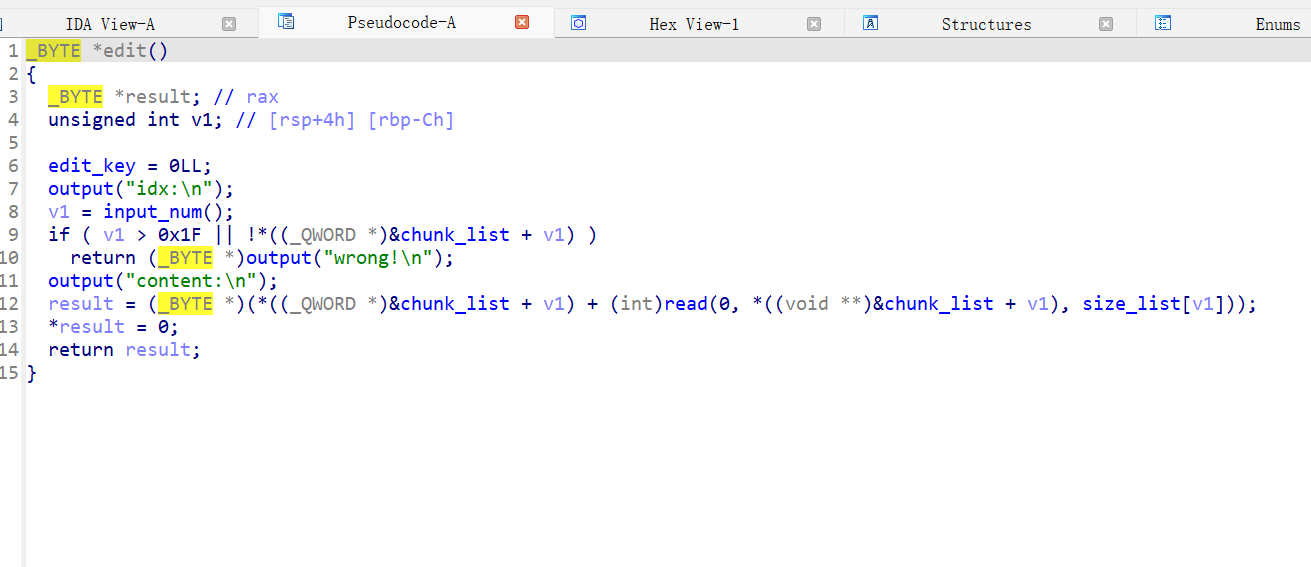 IDA View-A Pseudocode-A Hex View-1 Structures Enums
1 _BYTE *edit()
2 {
3 _BYTE *result; // rax
4 unsigned int v1; // [rsp+4h] [rbp-Ch]
5
6 edit_key = 0LL;
7 output("idx:\n");
8 v1 = input_num();
9 if ( v1 > 0x1F || !*((_QWORD *)&chunk_list + v1) )
10 return (_BYTE *)output("wrong!\n");
11 output("content:\n");
12 result = (_BYTE *)(*((_QWORD *)&chunk_list + v1) + (int)read(0, *((void **)&chunk_list + v1), size_list[v1]));
13 *result = 0;
14 return result;
15 }